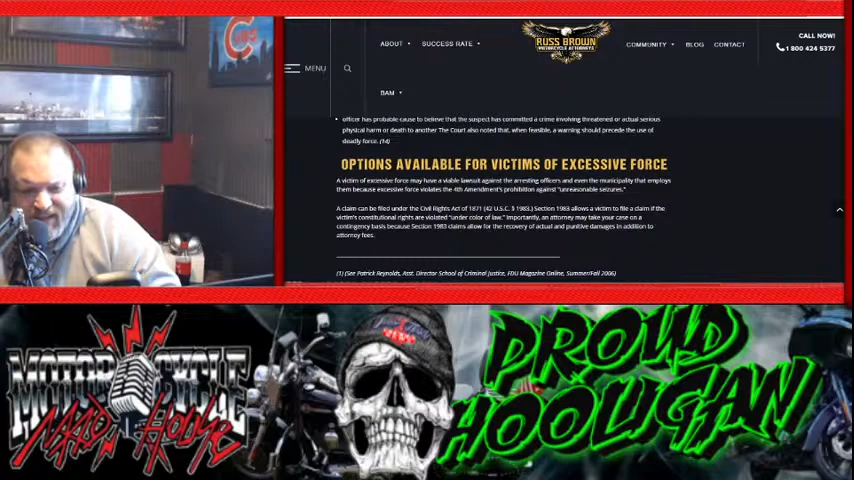 CUBS
RUSS BROWN
MOTORCYCLE ATTORNEYS
ABOUT
SUCCESS RATE
COMMUNITY
BLOG
CONTACT
CALL NOW!
1 800 424 5377
MENU
BAM
officer has probable cause to believe that the suspect has committed a crime involving threatened or actual serious
physical harm or death to another The Court also noted that, when feasible, a warning should precede the use of
deadly force. (14)
OPTIONS AVAILABLE FOR VICTIMS OF EXCESSIVE FORCE
A victim of excessive force may have a viable lawsuit against the arresting officers and even the municipality that employs
them because excessive force violates the 4th Amendment's prohibition against "unreasonable seizures."
A claim can be filed under the Civil Rights Act of 1871 (42 U.S.C. § 1983.) Section 1983 allows a victim to file a claim if the
victim's constitutional rights are violated "under color of law." Importantly, an attorney may take your case on a
contingency basis because Section 1983 claims allow for the recovery of actual and punitive damages in addition to
attorney fees.
(1) (See Patrick Reynolds, Asst. Director School of Criminal Justice, FDU Magazine Online, Summer/Fall 2006)
MOTORCYCLE
MAD House
PROUD
HOOLIGAN